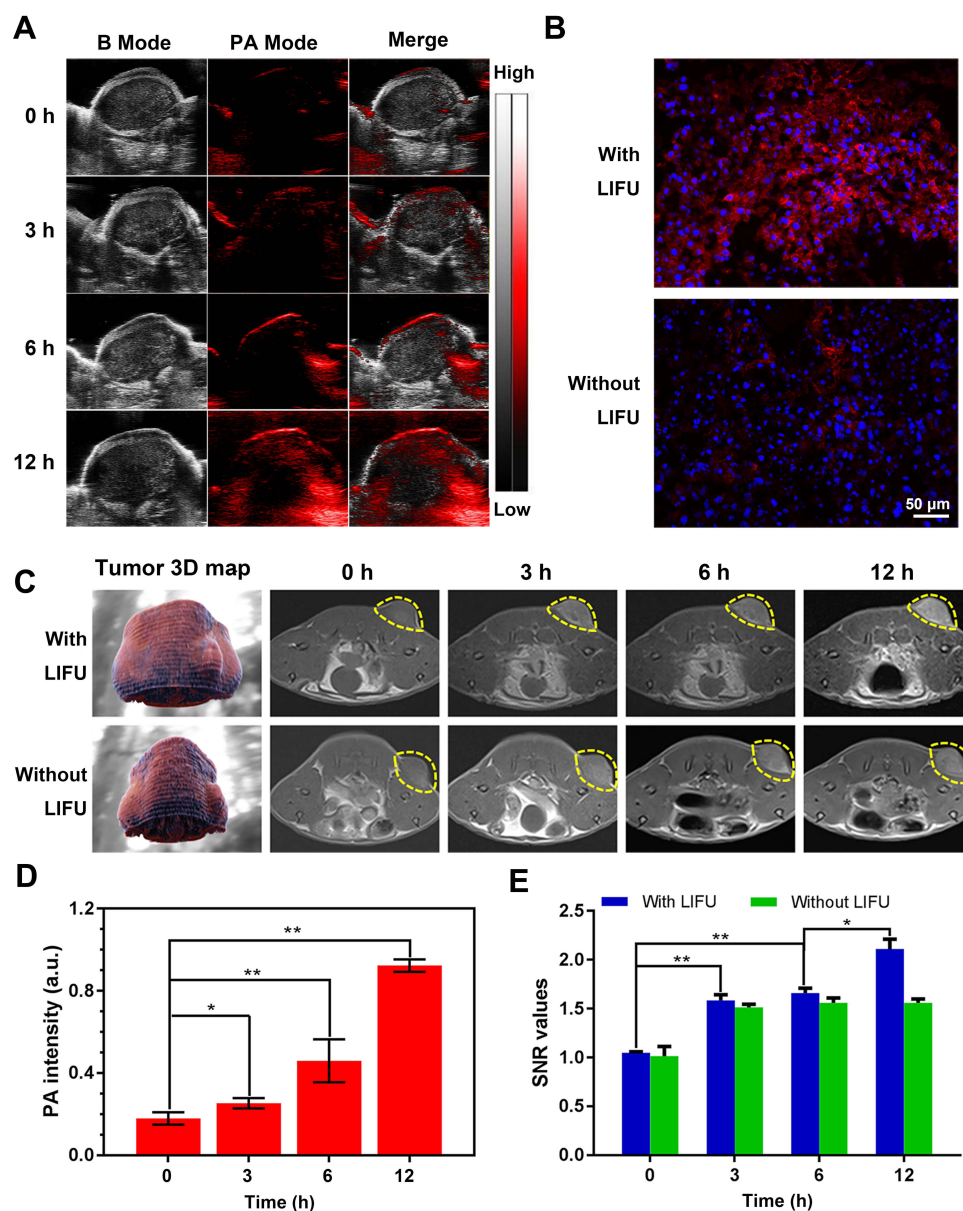 A
B Mode
PA Mode
Merge
High
0 h
3 h
6 h
12 h
Low
B
With
LIFU
Without
LIFU
50 µm
C
Tumor 3D map
0 h
3 h
6 h
12 h
With
LIFU
Without
LIFU
D
PA intensity (a.u.)
1.2
0.8
0.4
0.0
**
**
*
0
3
6
12
Time (h)
E
With LIFU
Without LIFU
SNR values
2.5
2.0
1.5
1.0
0.5
0.0
**
**
*
0
3
6
12
Time (h)